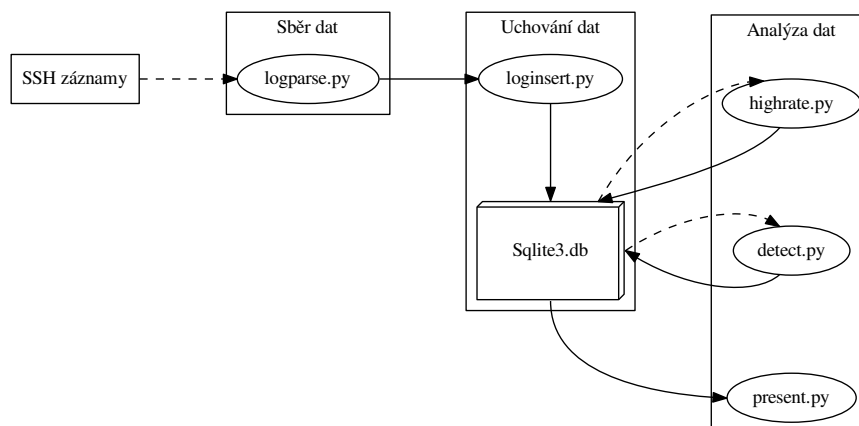 Sběr dat
Uchování dat
Analýza dat
SSH záznamy
logparse.py
loginsert.py
highrate.py
Sqlite3.db
detect.py
present.py